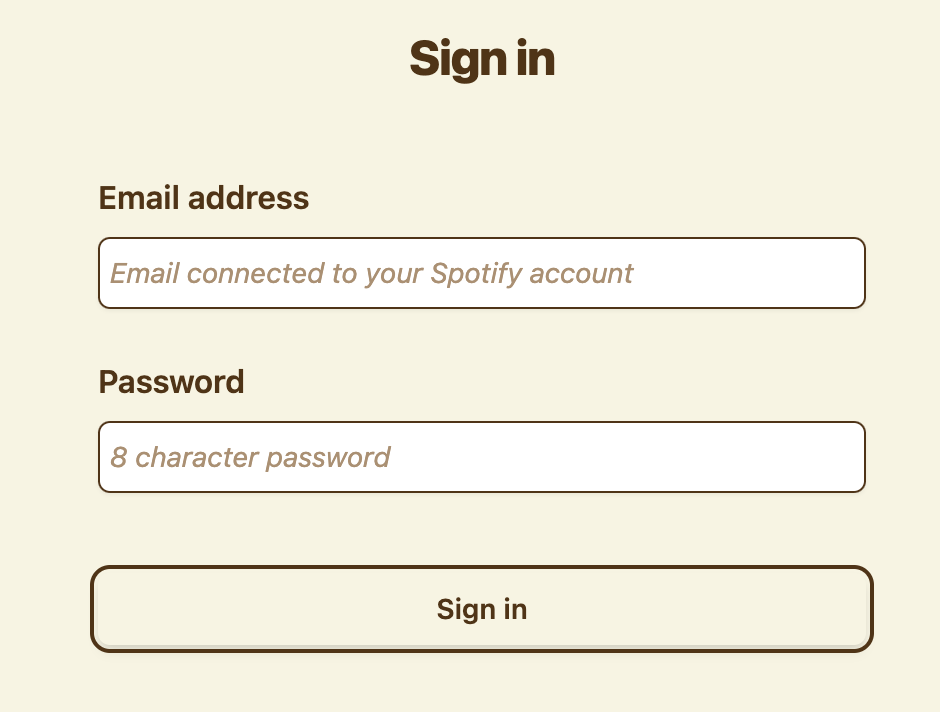 Sign in
Email address
Email connected to your Spotify account
Password
8 character password
Sign in